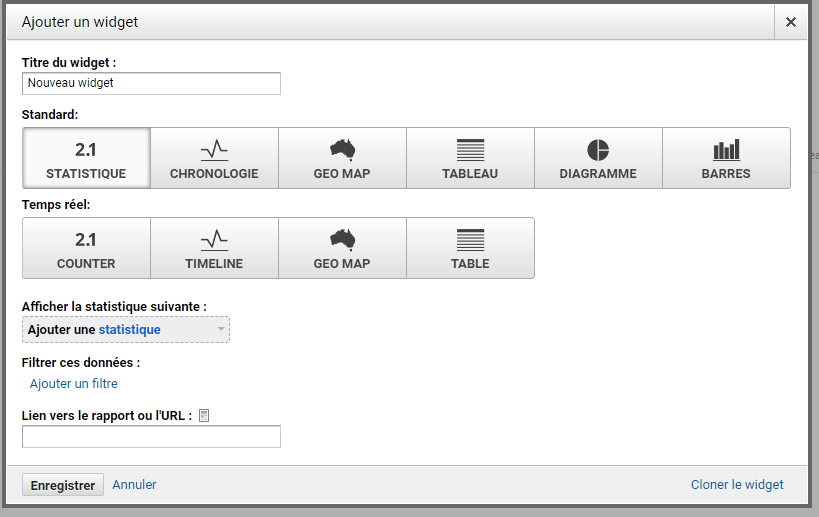 Ajouter un widget
Titre du widget :
Nouveau widget
Standard:
2.1
STATISTIQUE CHRONOLOGIE GEO MAP TABLEAU DIAGRAMME BARRES
Temps réel:
2.1
COUNTER TIMELINE GEO MAP TABLE
Afficher la statistique suivante :
Ajouter une statistique
Filtrer ces données :
Ajouter un filtre
Lien vers le rapport ou l'URL :
Enregistrer Annuler Cloner le widget